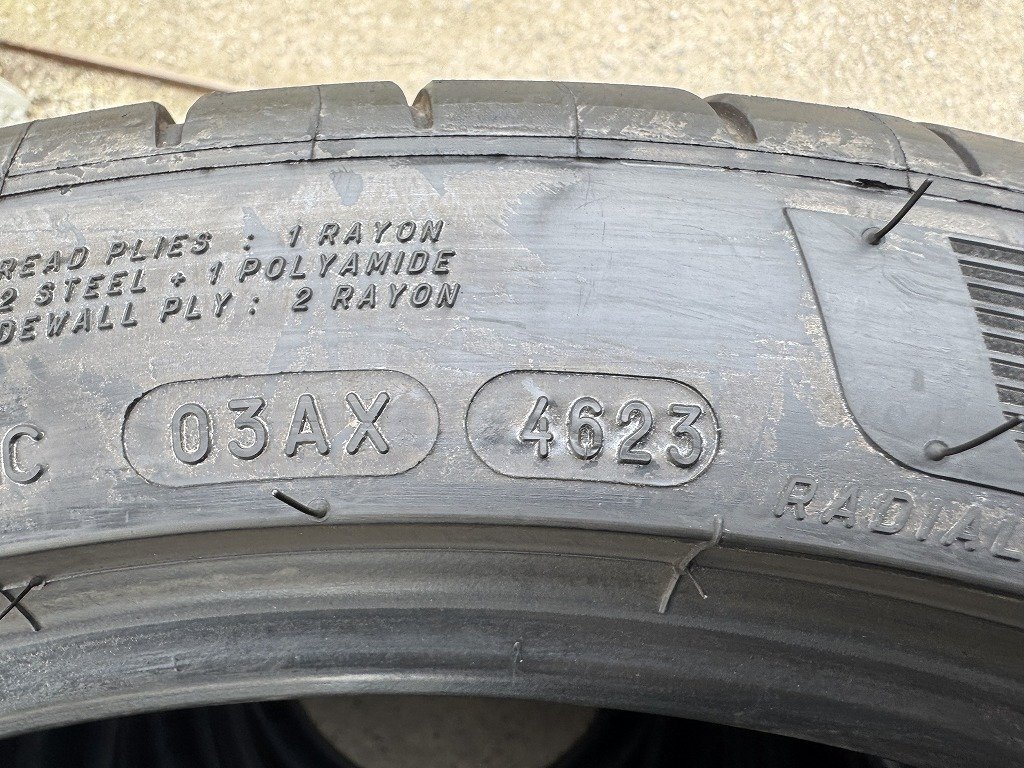 READ PLIES : 1 RAYON
2 STEEL + 1 POLYAMIDE
DEWALL PLY : 2 RAYON
C 03AX 4623
RADIAL